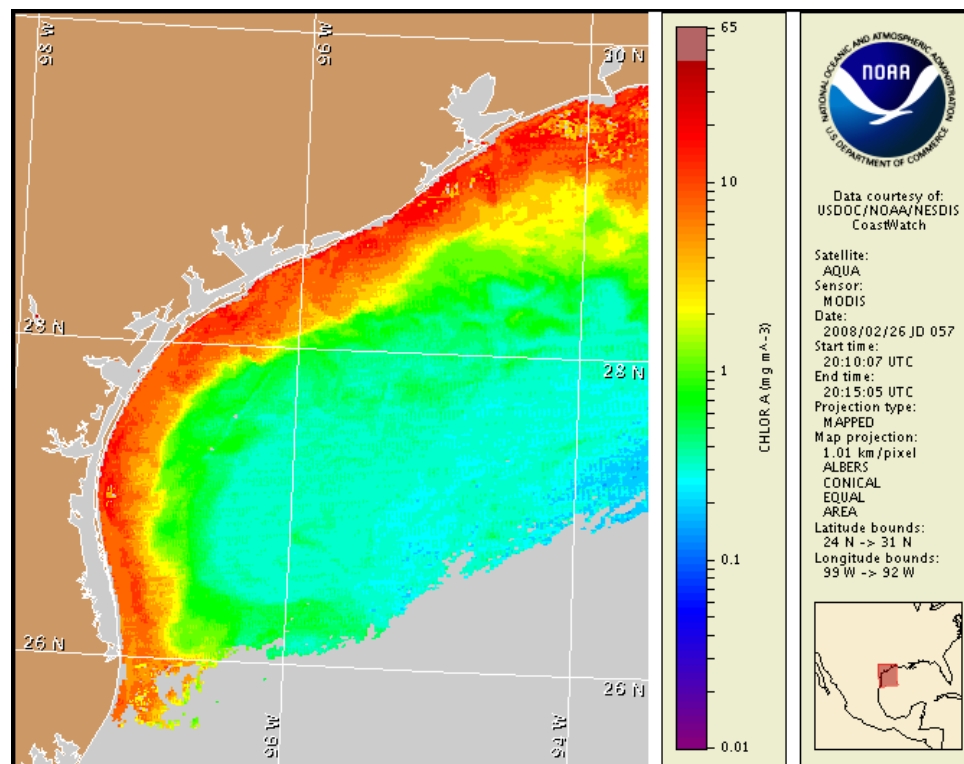 98 W
96 W
30 N
28 N
28 N
26 N
26 N
96 W
94 W
65
10
1
0.1
0.01
CHLOR A (mg m^-3)
NATIONAL OCEANIC AND ATMOSPHERIC ADMINISTRATION
NOAA
U.S. DEPARTMENT OF COMMERCE
Data courtesy of:
USDOC/NOAA/NESDIS
CoastWatch
Satellite:
AQUA
Sensor:
MODIS
Date:
2008/02/26 JD 057
Start time:
20:10:07 UTC
End time:
20:15:05 UTC
Projection type:
MAPPED
Map projection:
1.01 km/pixel
ALBERS
CONICAL
EQUAL
AREA
Latitude bounds:
24 N -> 31 N
Longitude bounds:
99 W -> 92 W